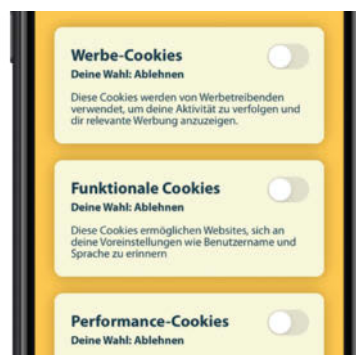 Werbe-Cookies
Deine Wahl: Ablehnen
Diese Cookies werden von Werbetreibenden
verwendet, um deine Aktivität zu verfolgen und
dir relevante Werbung anzuzeigen.
Funktionale Cookies
Deine Wahl: Ablehnen
Diese Cookies ermöglichen Websites, sich an
deine Voreinstellungen wie Benutzername und
Sprache zu erinnern
Performance-Cookies
Deine Wahl: Ablehnen